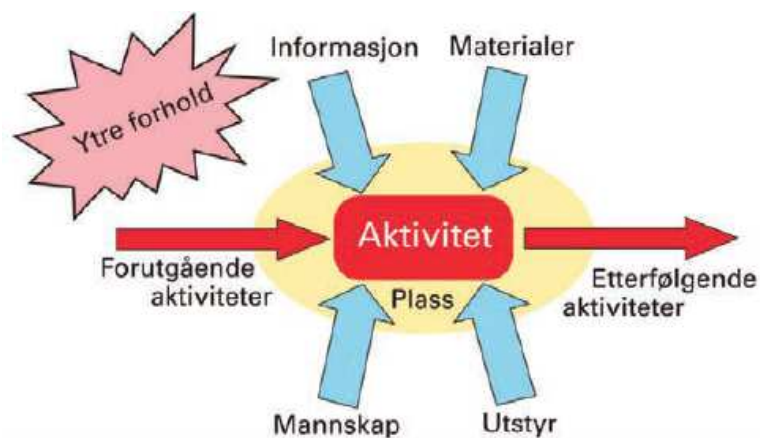 Informasjon
Materialer
Ytre forhold
Aktivitet
Forutgående
aktiviteter
Plass
Etterfølgende
aktiviteter
Mannskap
Utstyr